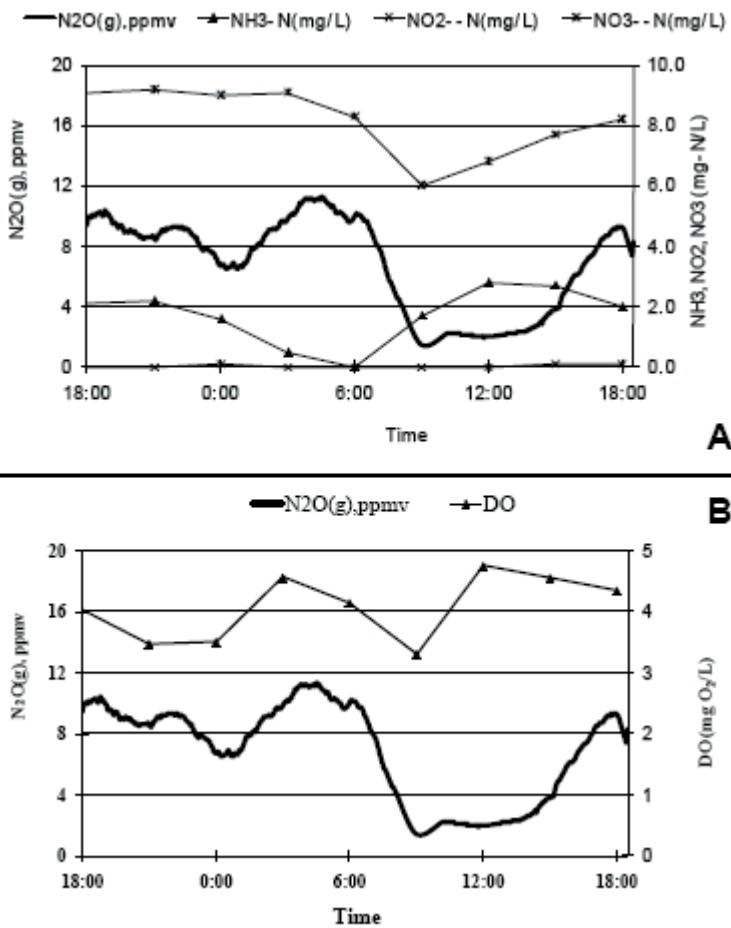 N2O(g),ppmv NH3-N(mg/L) NO2--N(mg/L) NO3--N(mg/L)
20 10.0
16 8.0
12 6.0
8 4.0
4 2.0
0 0.0
N2O(g), ppmv
NH3, NO2, NO3 (mg-N/L)
18:00 0:00 6:00 12:00 18:00
Time
A
N2O(g),ppmv DO
B
20 5
16 4
12 3
8 2
4 1
0 0
N₂O(g), ppmv
DO(mg O₂/L)
18:00 0:00 6:00 12:00 18:00
Time